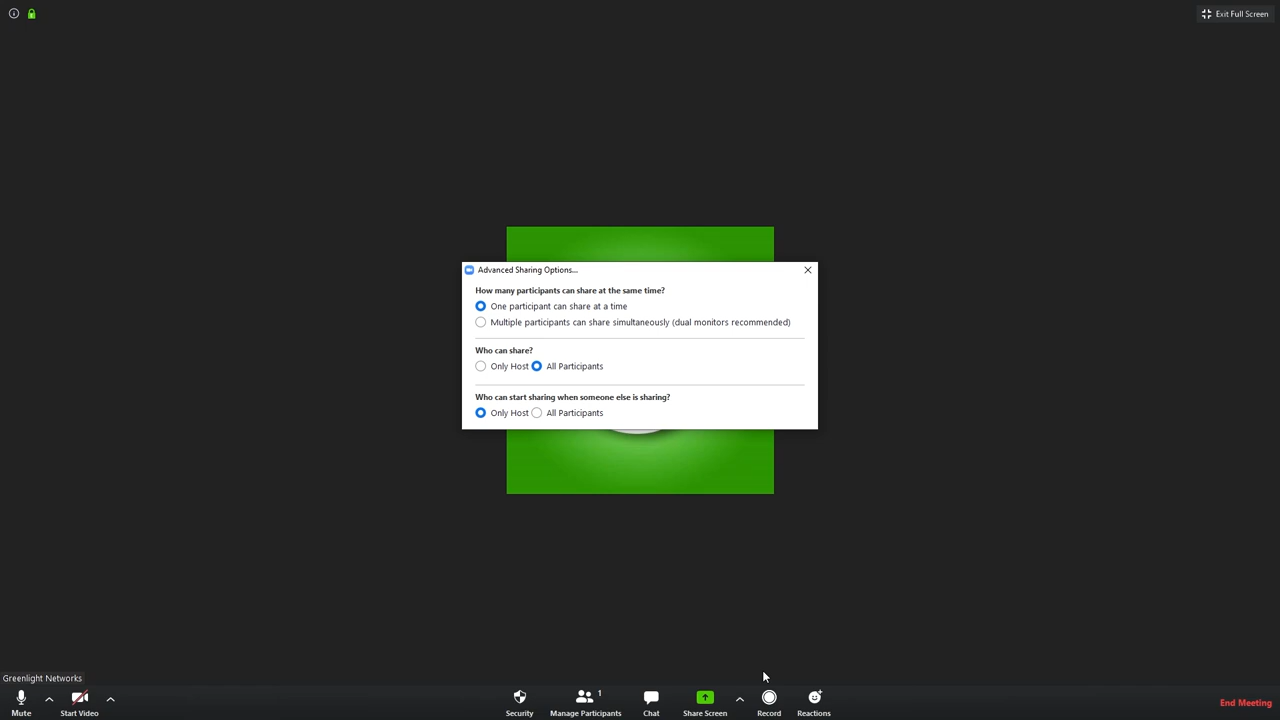 Exit Full Screen
Advanced Sharing Options...
How many participants can share at the same time?
One participant can share at a time
Multiple participants can share simultaneously (dual monitors recommended)
Who can share?
Only Host All Participants
Who can start sharing when someone else is sharing?
Only Host All Participants
Greenlight Networks
Mute Start Video Security Manage Participants 1 Chat Share Screen Record Reactions End Meeting